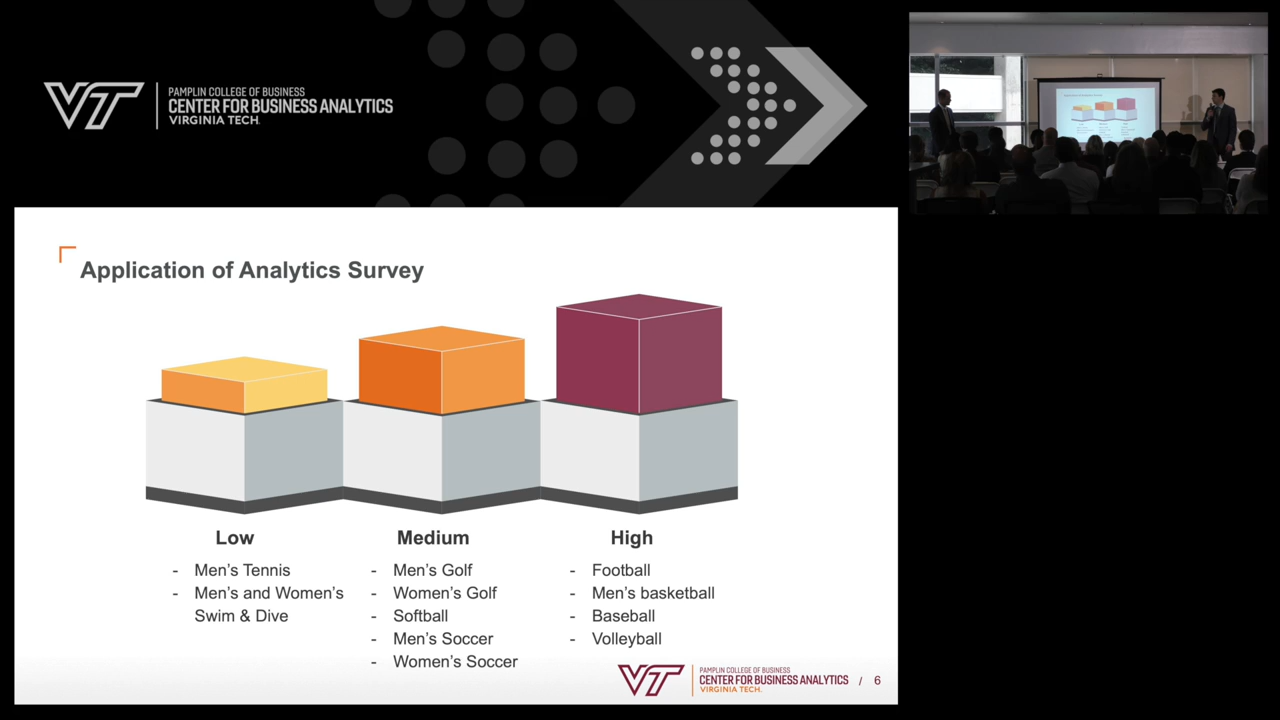 VT
PAMPLIN COLLEGE OF BUSINESS
CENTER FOR BUSINESS ANALYTICS
VIRGINIA TECH.
Application of Analytics Survey
Low
- Men's Tennis
- Men's and Women's
Swim & Dive
Medium
- Men's Golf
- Women's Golf
- Softball
- Men's Soccer
- Women's Soccer
High
- Football
- Men's basketball
- Baseball
- Volleyball
VT
PAMPLIN COLLEGE OF BUSINESS
CENTER FOR BUSINESS ANALYTICS
VIRGINIA TECH.
/ 6